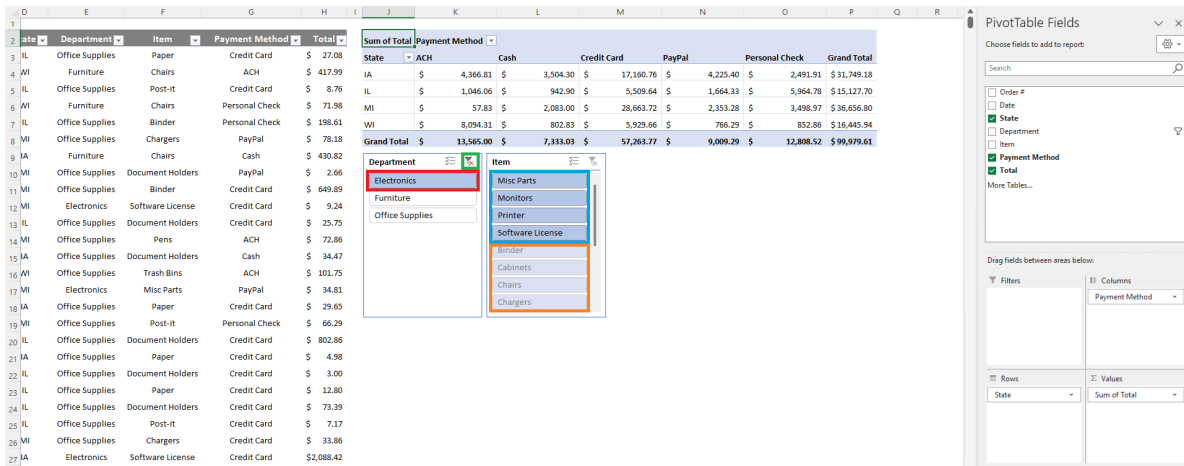 D E F G H I J K L M N O P Q R
1
2 ate Department Item Payment Method Total Sum of Total Payment Method
3 IL Office Supplies Paper Credit Card $ 27.08 State ACH Cash Credit Card PayPal Personal Check Grand Total
4 WI Furniture Chairs ACH $ 417.99 IA $ 4,366.81 $ 3,504.30 $ 17,160.76 $ 4,225.40 $ 2,491.91 $ 31,749.18
5 IL Office Supplies Post-it Credit Card $ 8.76 IL $ 1,046.06 $ 942.90 $ 5,509.64 $ 1,664.33 $ 5,964.78 $ 15,127.70
6 WI Furniture Chairs Personal Check $ 71.98 MI $ 57.83 $ 2,083.00 $ 28,663.72 $ 2,353.28 $ 3,498.97 $ 36,656.80
7 IL Office Supplies Binder Personal Check $ 198.61 WI $ 8,094.31 $ 802.83 $ 5,929.66 $ 766.29 $ 852.86 $ 16,445.94
8 MI Office Supplies Chargers PayPal $ 78.18 Grand Total $ 13,565.00 $ 7,333.03 $ 57,263.77 $ 9,009.29 $ 12,808.52 $ 99,979.61
9 IA Furniture Chairs Cash $ 430.82 Department Item
10 MI Office Supplies Document Holders PayPal $ 2.66 Electronics Misc Parts
11 MI Office Supplies Binder Credit Card $ 649.89 Furniture Monitors
12 MI Electronics Software License Credit Card $ 9.24 Office Supplies Printer
13 IL Office Supplies Document Holders Credit Card $ 25.75 Software License
14 MI Office Supplies Pens ACH $ 72.86 Binder
15 IA Office Supplies Document Holders Cash $ 34.47 Cabinets
16 WI Office Supplies Trash Bins ACH $ 101.75 Chairs
17 MI Electronics Misc Parts PayPal $ 34.81 Chargers
18 IA Office Supplies Paper Credit Card $ 29.65
19 MI Office Supplies Post-it Personal Check $ 66.29
20 IL Office Supplies Document Holders Credit Card $ 802.86
21 IA Office Supplies Paper Credit Card $ 4.98
22 IL Office Supplies Document Holders Credit Card $ 3.00
23 IL Office Supplies Paper Credit Card $ 12.80
24 IL Office Supplies Document Holders Credit Card $ 73.39
25 IL Office Supplies Post-it Credit Card $ 7.17
26 MI Office Supplies Chargers Credit Card $ 33.86
27 IA Electronics Software License Credit Card $2,088.42
PivotTable Fields
Choose fields to add to report:
Search
Order #
Date
State
Department
Item
Payment Method
Total
More Tables...
Drag fields between areas below:
Filters Columns
Payment Method
Rows Σ Values
State Sum of Total